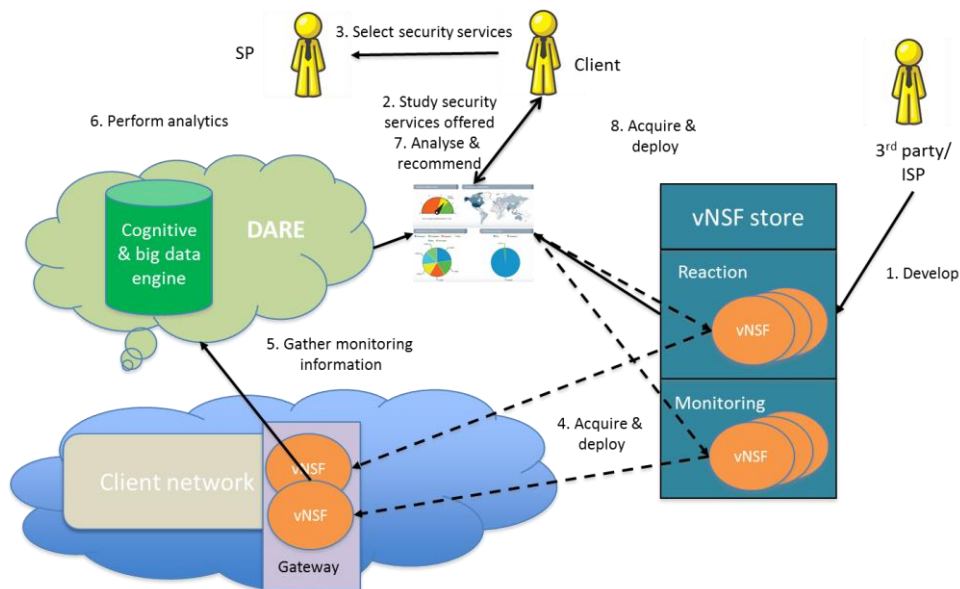 3. Select security services
SP
Client
2. Study security
services offered
7. Analyse &
recommend
6. Perform analytics
8. Acquire &
deploy
3rd party/
ISP
DARE
Cognitive
& big data
engine
vNSF store
Reaction
vNSF
1. Develop
5. Gather monitoring
information
Monitoring
vNSF
4. Acquire &
deploy
Client network
vNSF
vNSF
Gateway